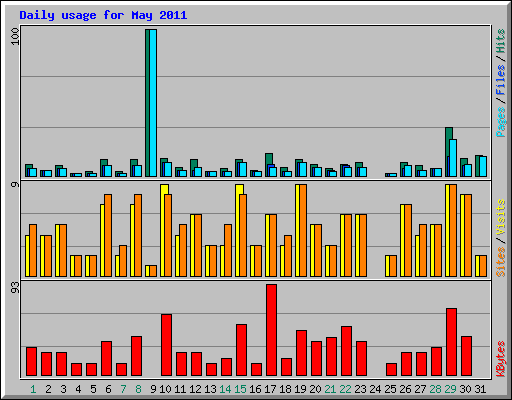 Daily usage for May 2011
100
Pages / Files / Hits
9
Sites / Visits
93
KBytes
1 2 3 4 5 6 7 8 9 10 11 12 13 14 15 16 17 18 19 20 21 22 23 24 25 26 27 28 29 30 31